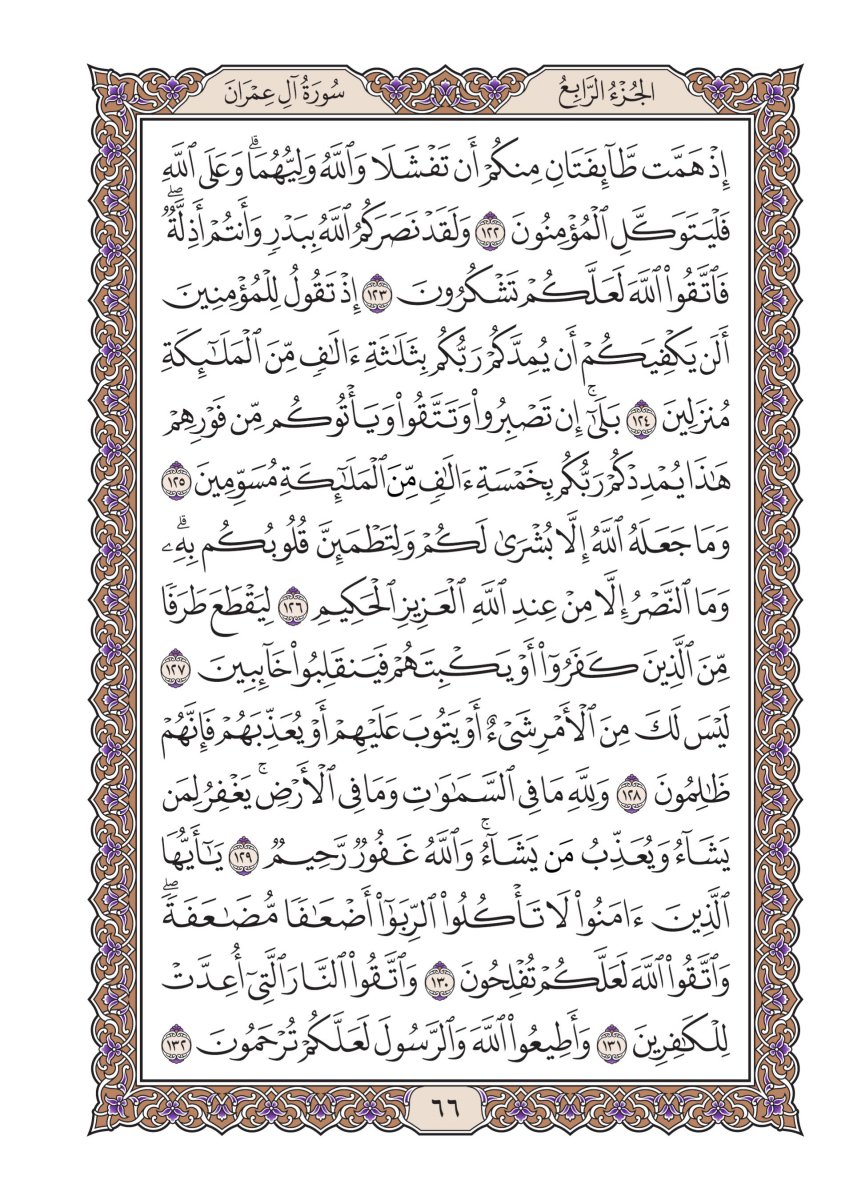 الجُزْءُ الرَّابِعُ
سُورَةُ آلِ عِمْرَانَ
إِذْ هَمَّت طَّآئِفَتَانِ مِنكُمْ أَن تَفْشَلَا وَٱللَّهُ وَلِيُّهُمَاۗ وَعَلَى ٱللَّهِ
فَلْيَتَوَكَّلِ ٱلْمُؤْمِنُونَ ١٢٢ وَلَقَدْ نَصَرَكُمُ ٱللَّهُ بِبَدْرٍ وَأَنتُمْ أَذِلَّةٌۖ
فَٱتَّقُوا۟ ٱللَّهَ لَعَلَّكُمْ تَشْكُرُونَ ١٢٣ إِذْ تَقُولُ لِلْمُؤْمِنِينَ
أَلَن يَكْفِيَكُمْ أَن يُمِدَّكُمْ رَبُّكُم بِثَلَٰثَةِ ءَالَٰفٍ مِّنَ ٱلْمَلَٰٓئِكَةِ
مُنزَلِينَ ١٢٤ بَلَىٰٓۚ إِن تَصْبِرُوا۟ وَتَتَّقُوا۟ وَيَأْتُوكُم مِّن فَوْرِهِمْ
هَٰذَا يُمْدِدْكُمْ رَبُّكُم بِخَمْسَةِ ءَالَٰفٍ مِّنَ ٱلْمَلَٰٓئِكَةِ مُسَوِّمِينَ ١٢٥
وَمَا جَعَلَهُ ٱللَّهُ إِلَّا بُشْرَىٰ لَكُمْ وَلِتَطْمَئِنَّ قُلُوبُكُم بِهِۦۗ
وَمَا ٱلنَّصْرُ إِلَّا مِنْ عِندِ ٱللَّهِ ٱلْعَزِيزِ ٱلْحَكِيمِ ١٢٦ لِيَقْطَعَ طَرَفًا
مِّنَ ٱلَّذِينَ كَفَرُوٓا۟ أَوْ يَكْبِتَهُمْ فَيَنقَلِبُوا۟ خَآئِبِينَ ١٢٧
لَيْسَ لَكَ مِنَ ٱلْأَمْرِ شَىْءٌ أَوْ يَتُوبَ عَلَيْهِمْ أَوْ يُعَذِّبَهُمْ فَإِنَّهُمْ
ظَٰلِمُونَ ١٢٨ وَلِلَّهِ مَا فِى ٱلسَّمَٰوَٰتِ وَمَا فِى ٱلْأَرْضِۚ يَغْفِرُ لِمَن
يَشَآءُ وَيُعَذِّبُ مَن يَشَآءُۚ وَٱللَّهُ غَفُورٌ رَّحِيمٌ ١٢٩ يَٰٓأَيُّهَا
ٱلَّذِينَ ءَامَنُوا۟ لَا تَأْكُلُوا۟ ٱلرِّبَوٰٓا۟ أَضْعَٰفًا مُّضَٰعَفَةًۖ
وَٱتَّقُوا۟ ٱللَّهَ لَعَلَّكُمْ تُفْلِحُونَ ١٣٠ وَٱتَّقُوا۟ ٱلنَّارَ ٱلَّتِىٓ أُعِدَّتْ
لِلْكَٰفِرِينَ ١٣١ وَأَطِيعُوا۟ ٱللَّهَ وَٱلرَّسُولَ لَعَلَّكُمْ تُرْحَمُونَ ١٣٢
٦٦